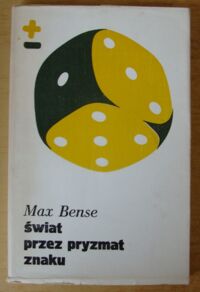 Max Bense
świat
przez pryzmat
znaku